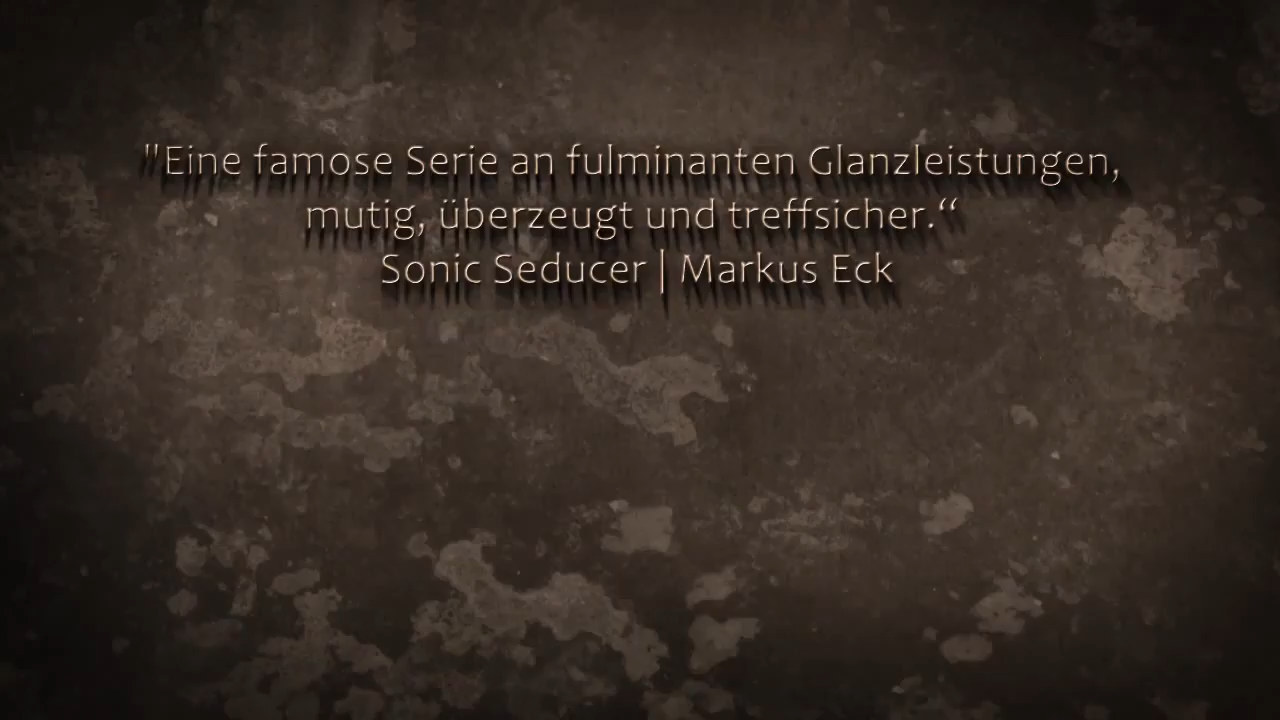 "Eine famose Serie an fulminanten Glanzleistungen,
mutig, überzeugt und treffsicher.“
Sonic Seducer | Markus Eck